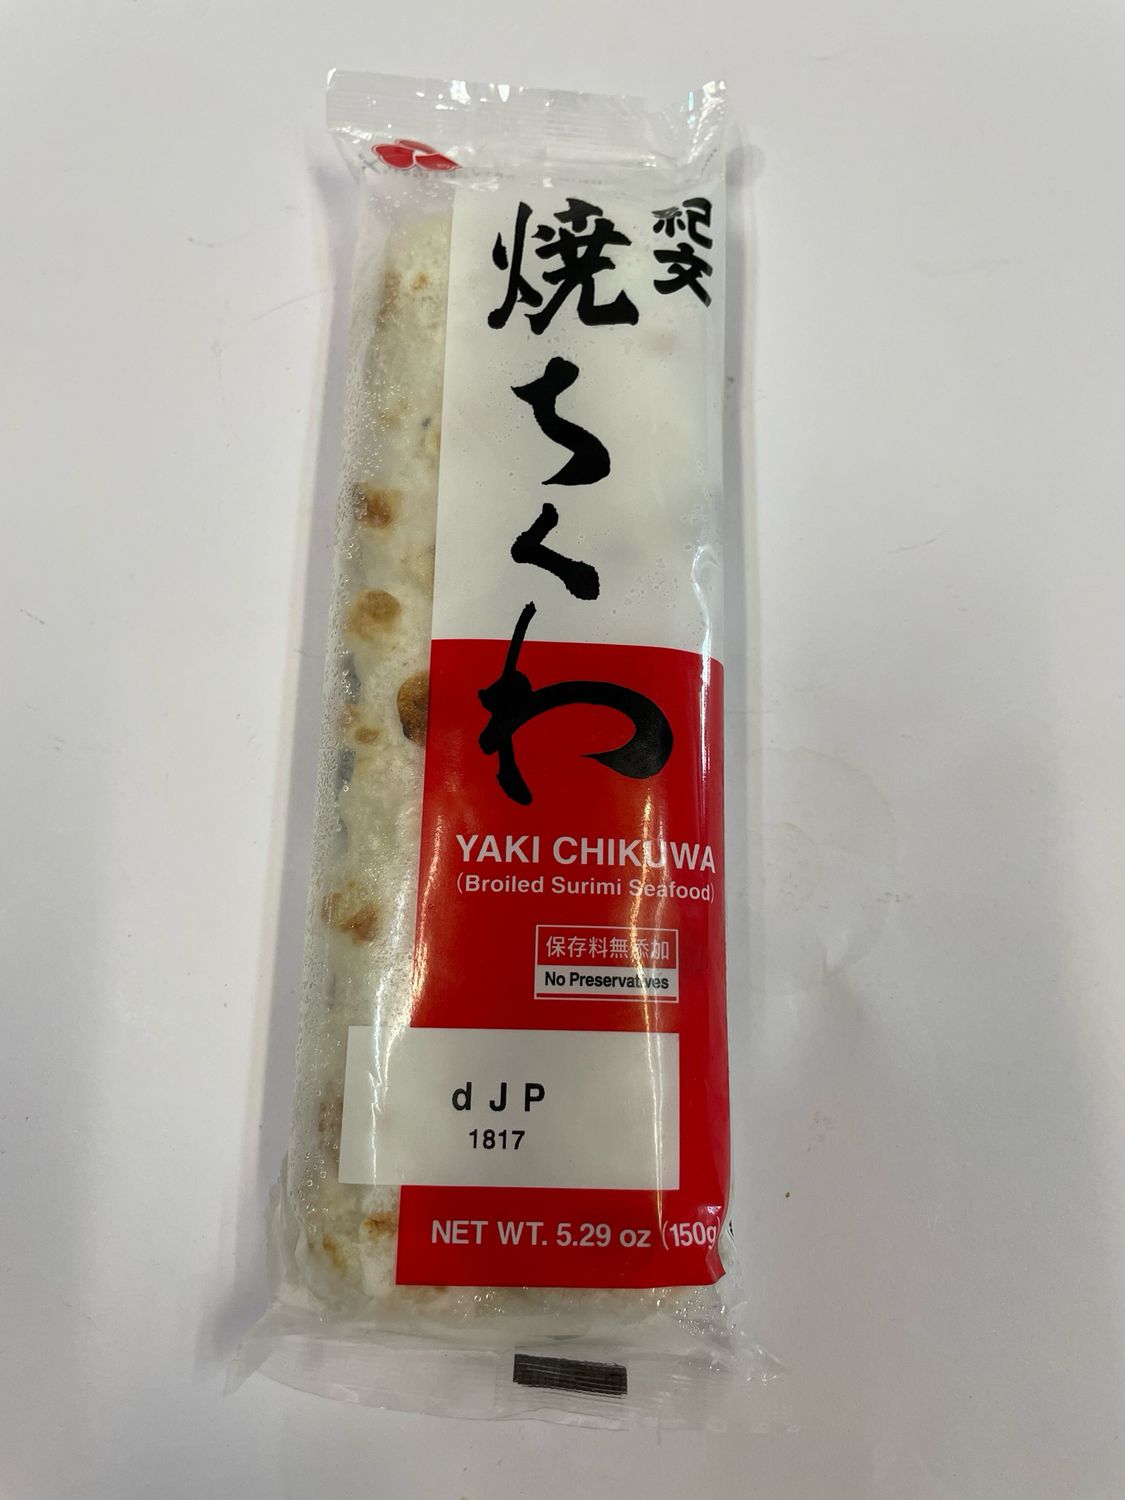 紀文
焼ちくわ
YAKI CHIKUWA
(Broiled Surimi Seafood)
保存料無添加
No Preservatives
d J P
1817
NET WT. 5.29 oz (150g)